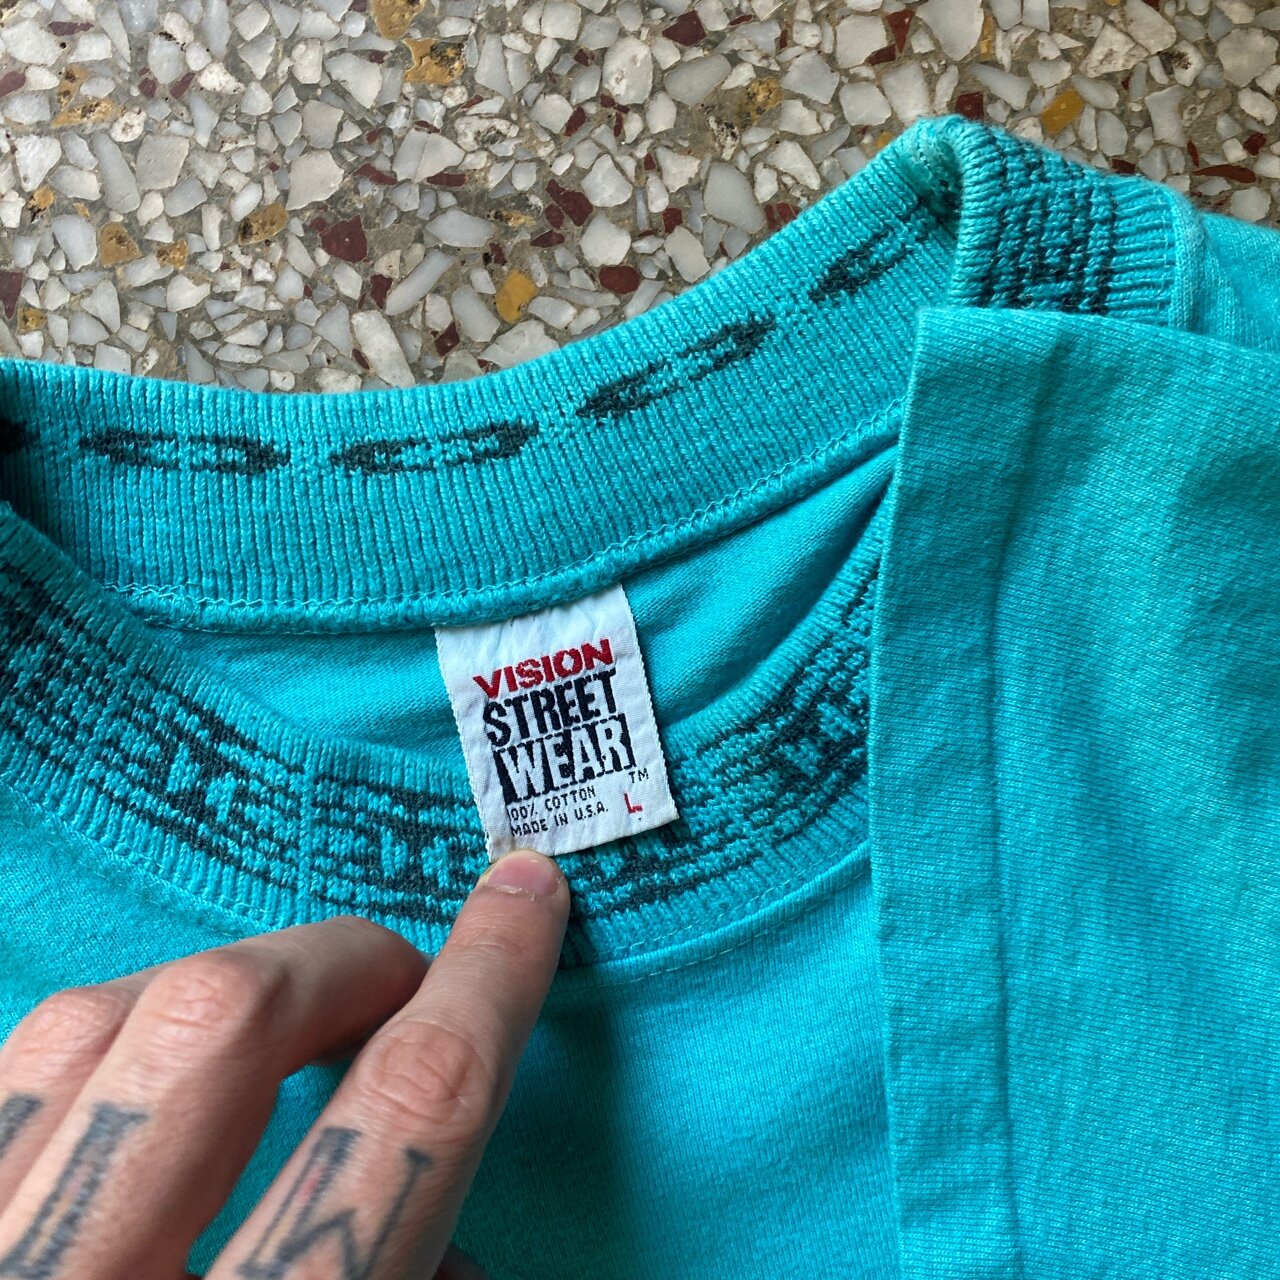 VISION
STREET
WEAR
TM
100% COTTON
MADE IN U.S.A.
L